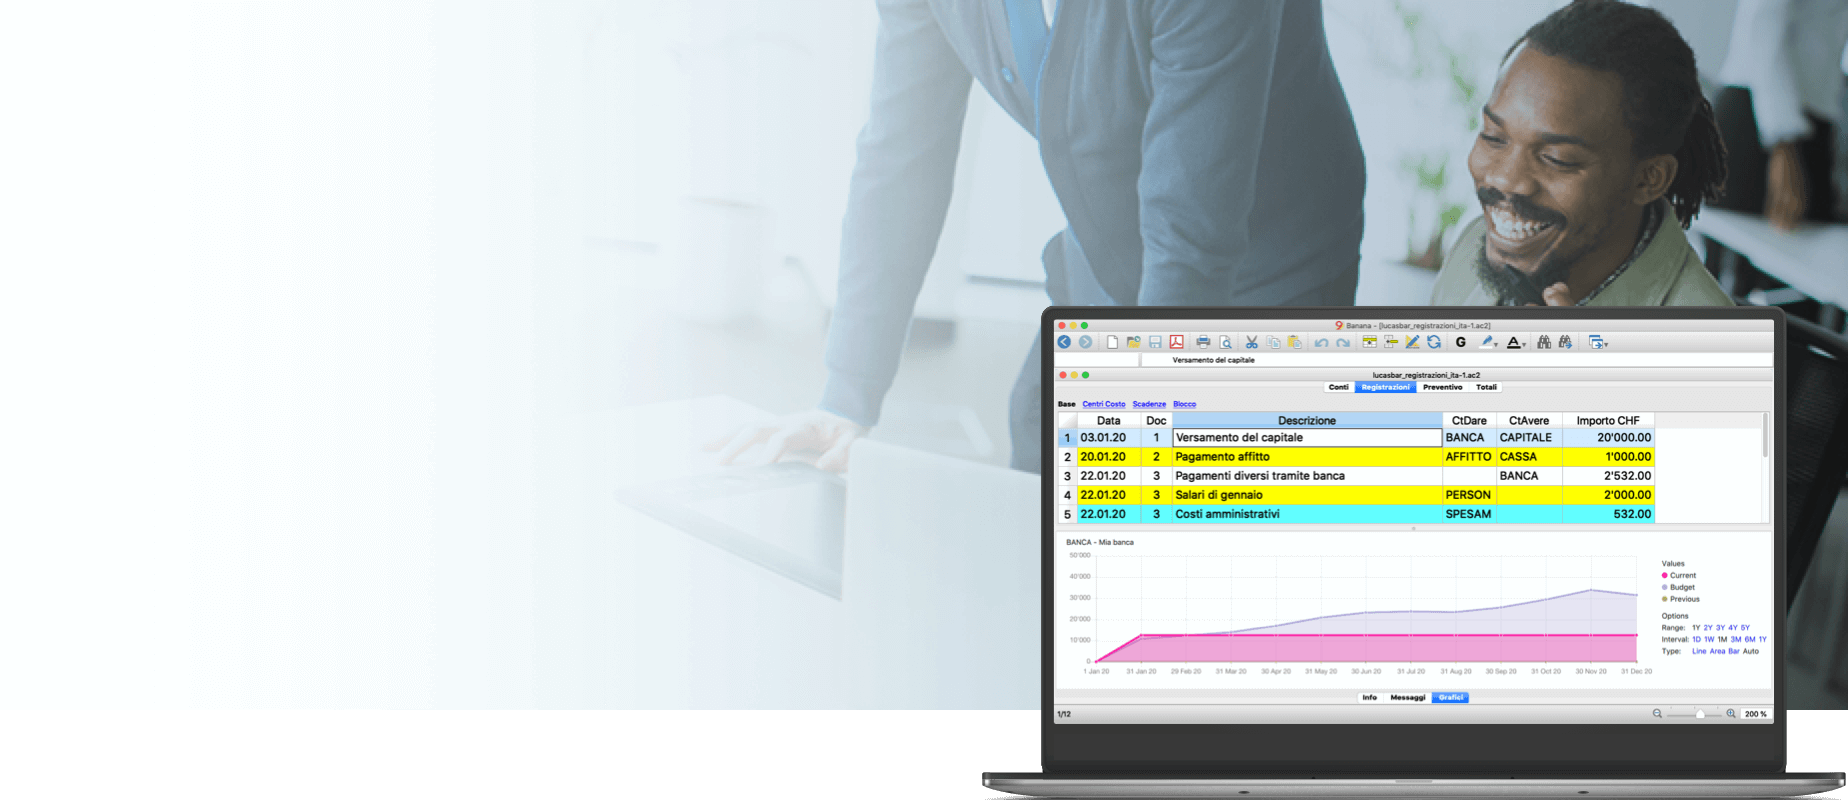 Banana - [lucasbar_registrazioni_ita-1.ac2]
G A
Versamento del capitale
lucasbar_registrazioni_ita-1.ac2
Conti Registrazioni Preventivo Totali
Base Centri Costo Scadenze Blocco
Data Doc Descrizione CtDare CtAvere Importo CHF
1 03.01.20 1 Versamento del capitale BANCA CAPITALE 20'000.00
2 20.01.20 2 Pagamento affitto AFFITTO CASSA 1'000.00
3 22.01.20 3 Pagamenti diversi tramite banca BANCA 2'532.00
4 22.01.20 3 Salari di gennaio PERSON 2'000.00
5 22.01.20 3 Costi amministrativi SPESAM 532.00
BANCA - Mia banca
50'000
40'000
30'000
20'000
10'000
0
1 Jan 20 31 Jan 20 29 Feb 20 31 Mar 20 30 Apr 20 31 May 20 30 Jun 20 31 Jul 20 31 Aug 20 30 Sep 20 31 Oct 20 30 Nov 20 31 Dec 20
Values
Current
Budget
Previous
Options
Range: 1Y 2Y 3Y 4Y 5Y
Interval: 1D 1W 1M 3M 6M 1Y
Type: Line Area Bar Auto
Info Messaggi Grafici
1/12
200 %